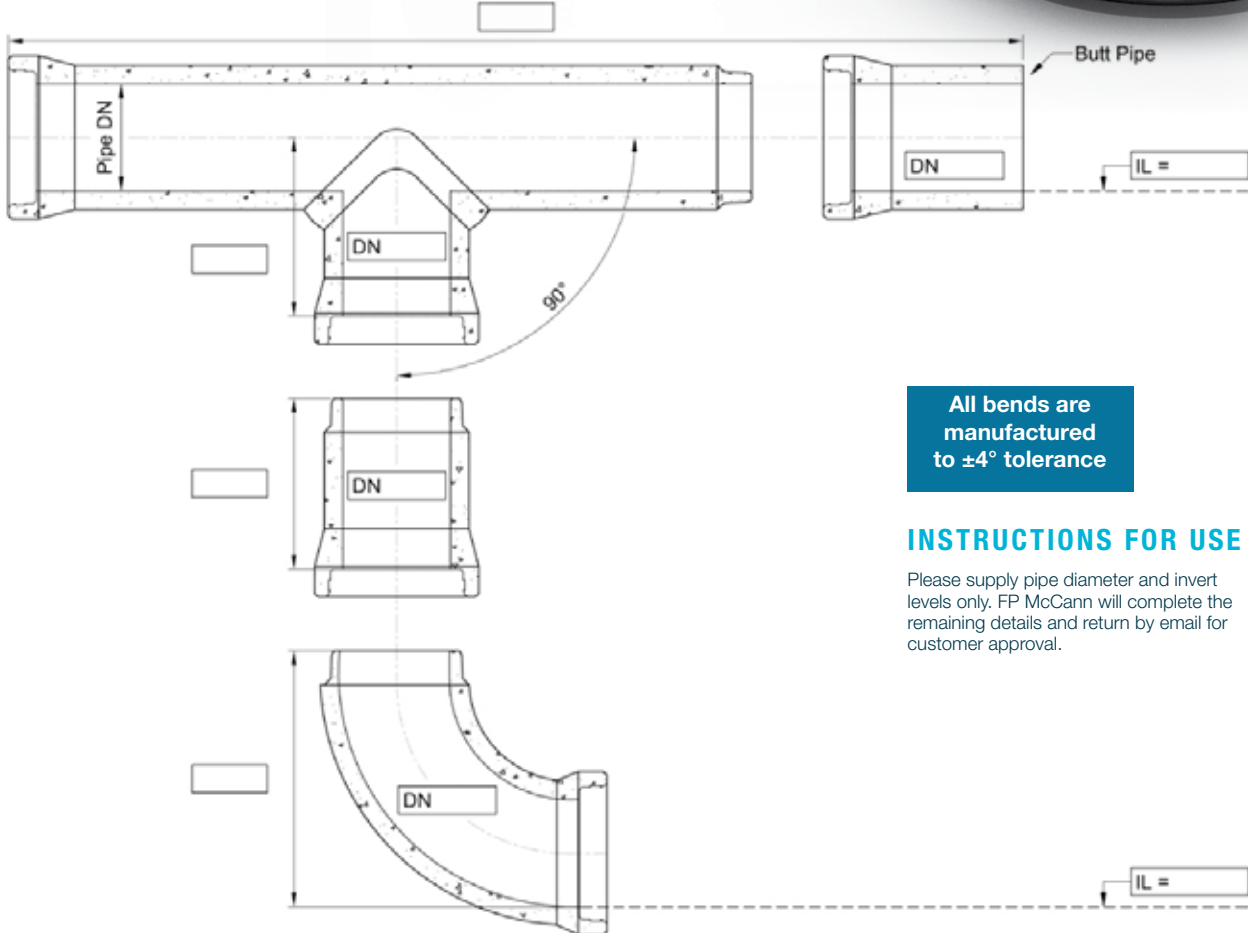 Butt Pipe
Pipe DN
DN
IL =
DN
90°
All bends are
manufactured
to ±4° tolerance
DN
INSTRUCTIONS FOR USE
Please supply pipe diameter and invert
levels only. FP McCann will complete the
remaining details and return by email for
customer approval.
DN
IL =